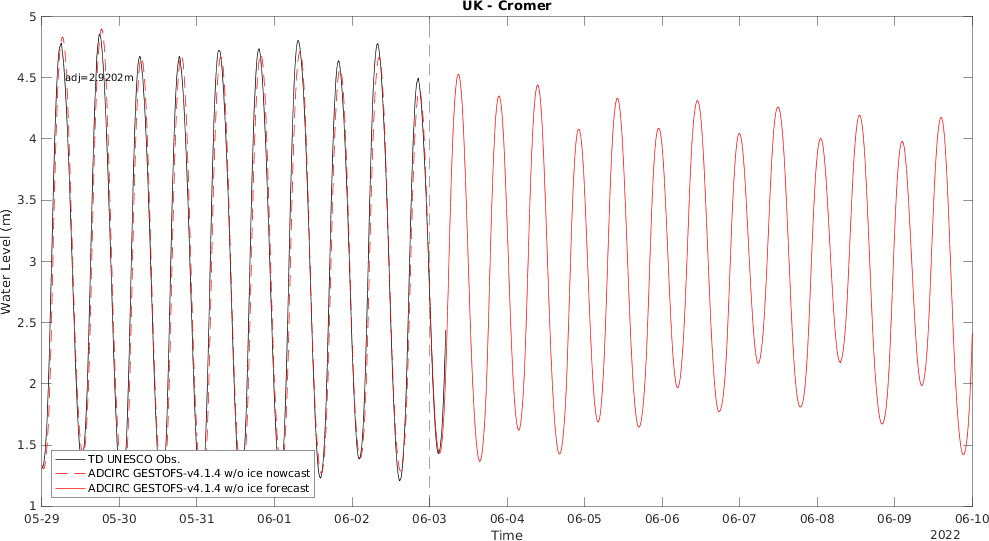 UK - Cromer
5
4.5
4
3.5
3
2.5
2
1.5
1
Water Level (m)
adj=2.9202m
TD UNESCO Obs.
ADCIRC GESTOFS-v4.1.4 w/o ice nowcast
ADCIRC GESTOFS-v4.1.4 w/o ice forecast
05-29 05-30 05-31 06-01 06-02 06-03 06-04 06-05 06-06 06-07 06-08 06-09 06-10
Time
2022